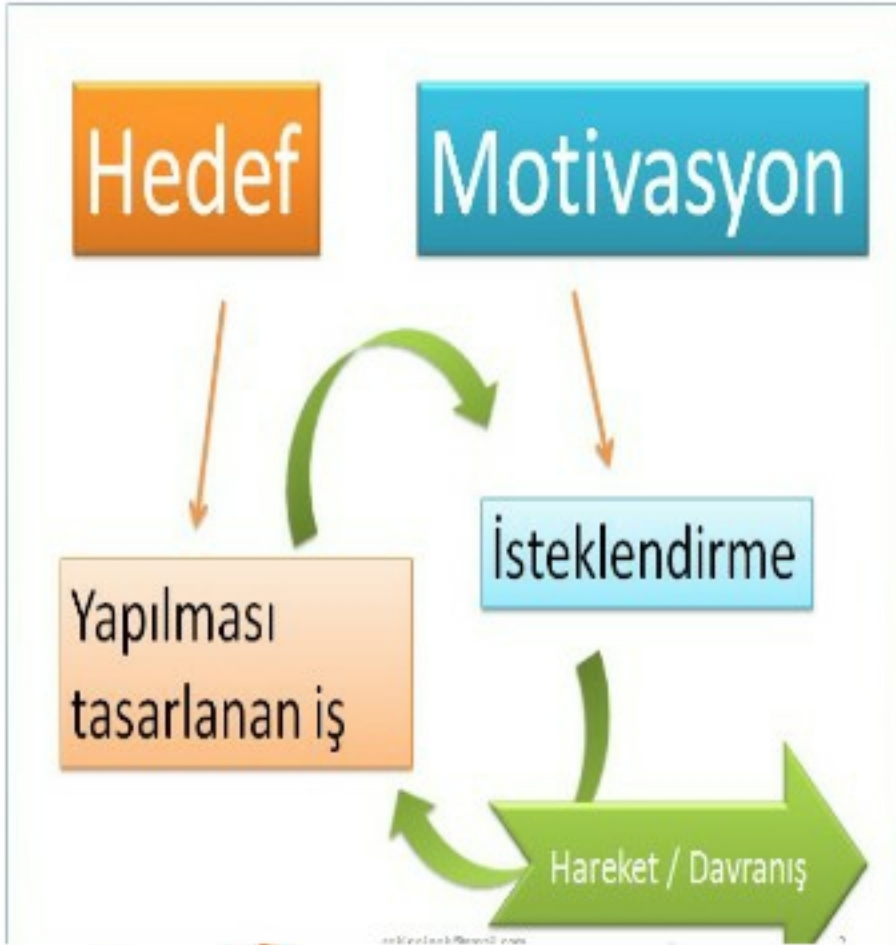 Hedef
Motivasyon
İsteklendirme
Yapılması
tasarlanan iş
Hareket / Davranış